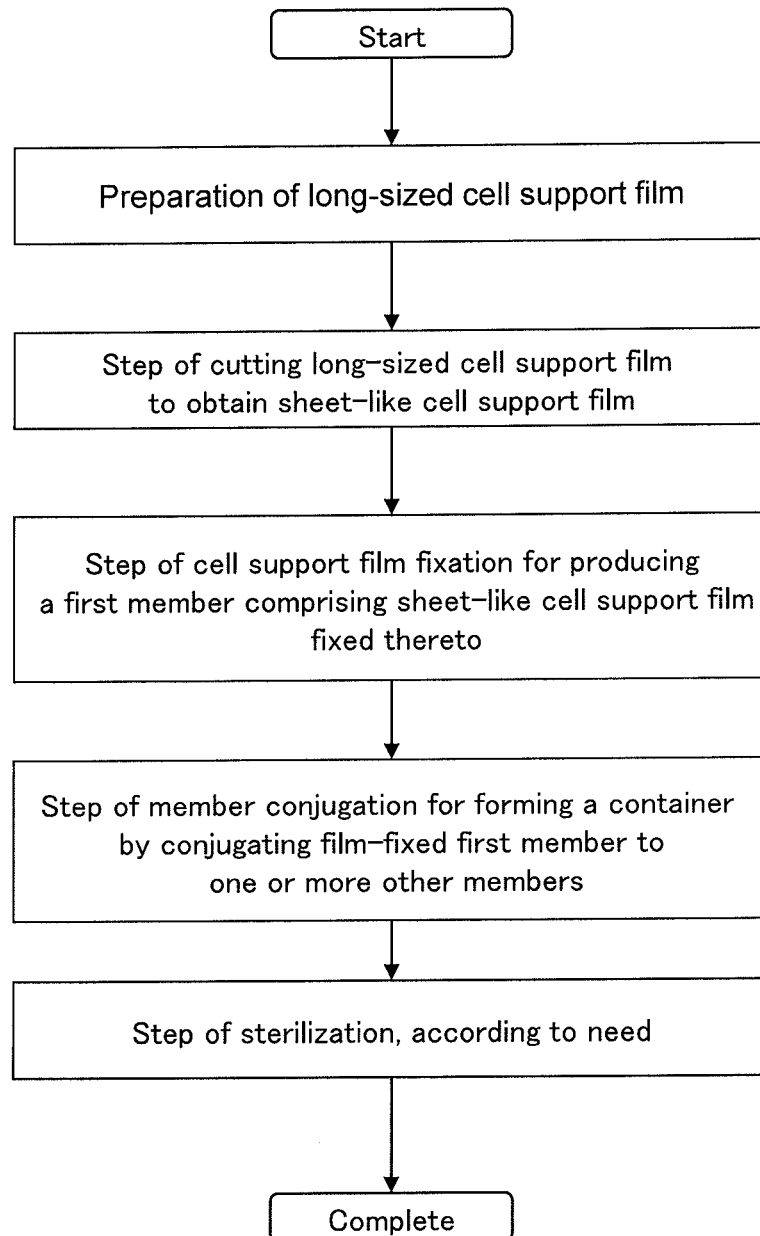 Start
Preparation of long-sized cell support film
Step of cutting long-sized cell support film
to obtain sheet-like cell support film
Step of cell support film fixation for producing
a first member comprising sheet-like cell support film
fixed thereto
Step of member conjugation for forming a container
by conjugating film-fixed first member to
one or more other members
Step of sterilization, according to need
Complete